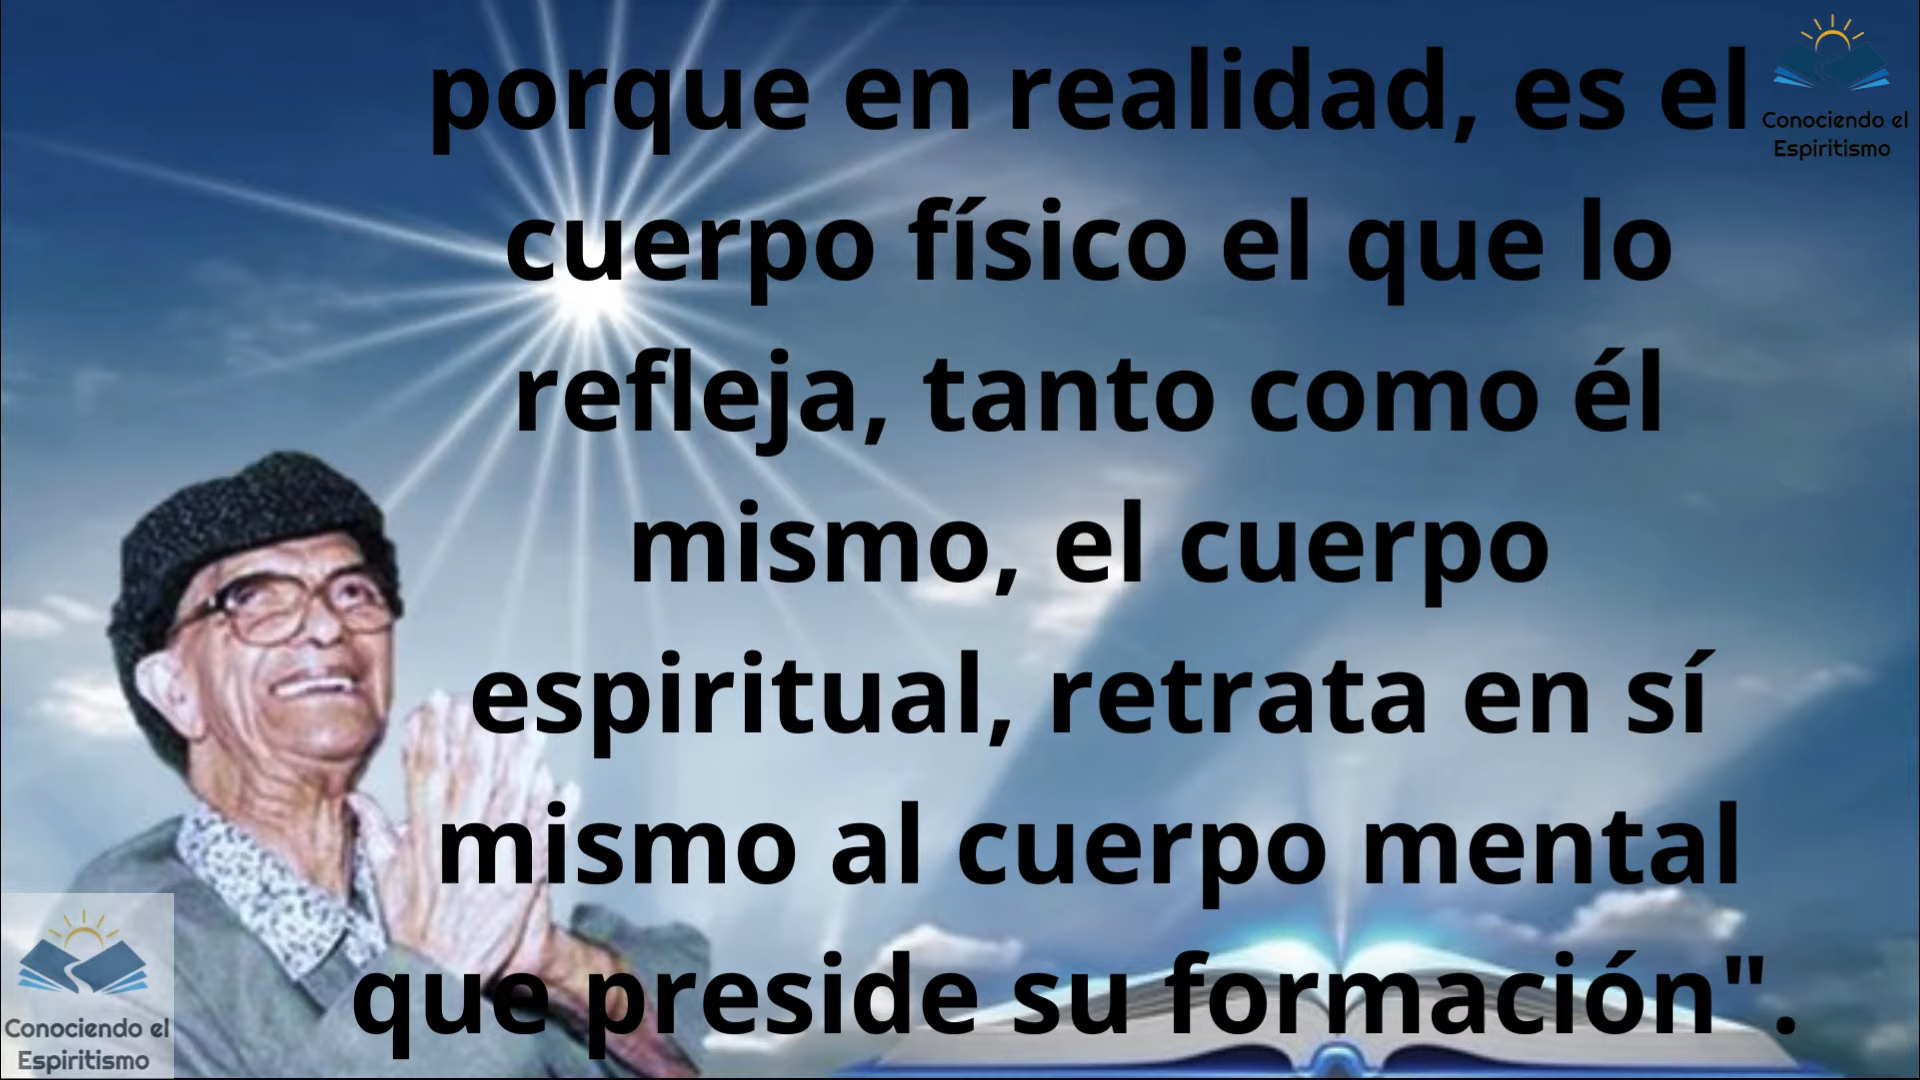 porque en realidad, es el
cuerpo físico el que lo
refleja, tanto como él
mismo, el cuerpo
espiritual, retrata en sí
mismo al cuerpo mental
que preside su formación".
Conociendo el
Espiritismo
Conociendo el
Espiritismo